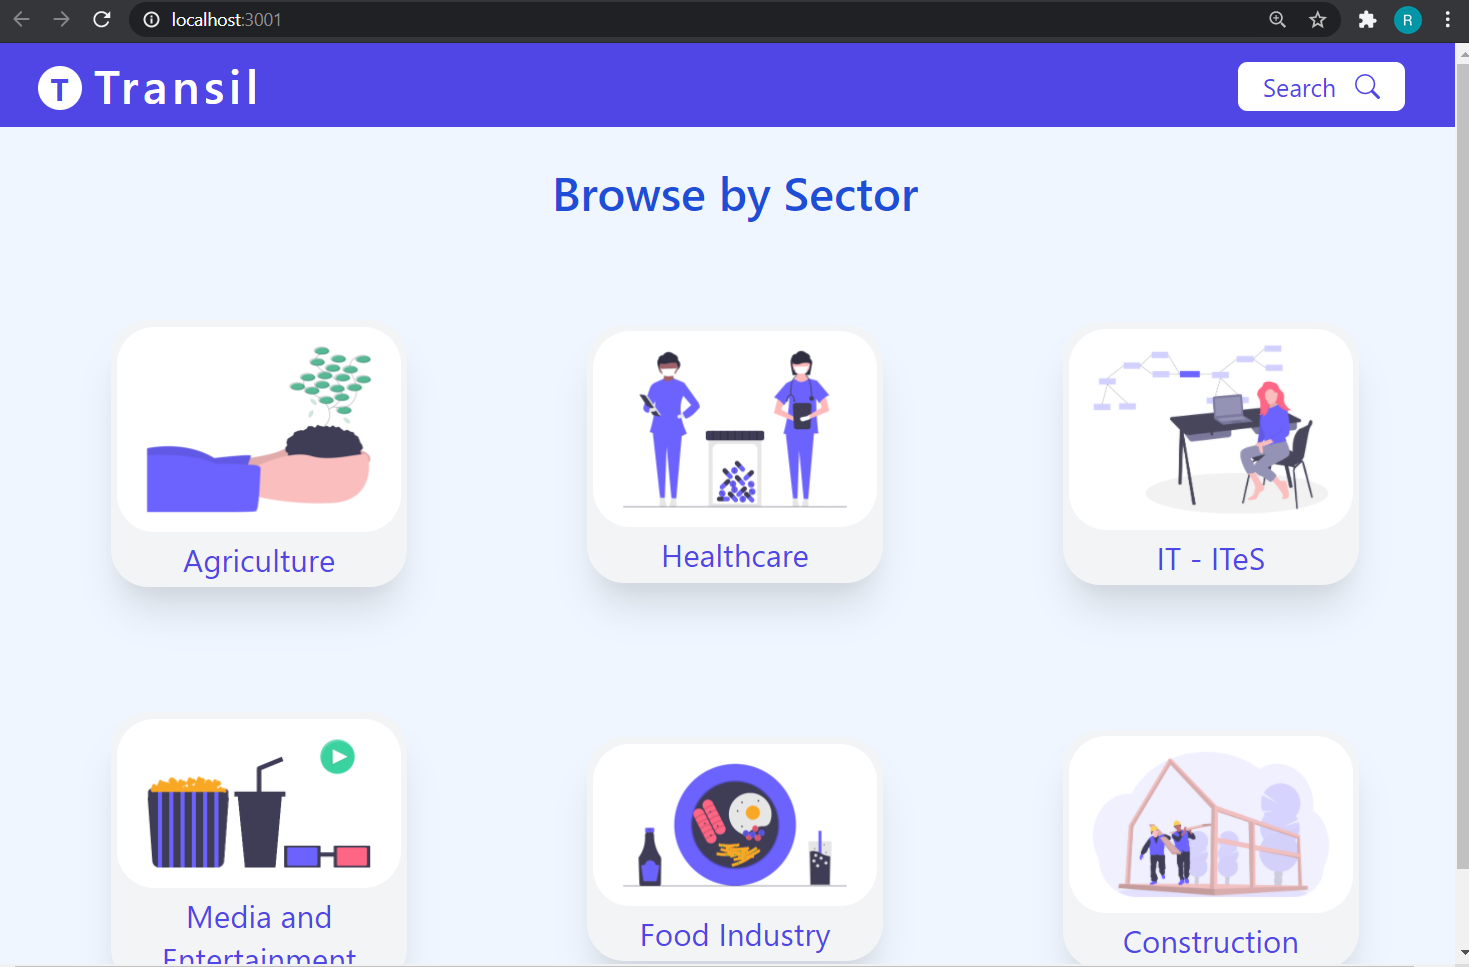 localhost:3001
R
T Transil
Search
Browse by Sector
Agriculture
Healthcare
IT - ITeS
Media and
Entertainment
Food Industry
Construction